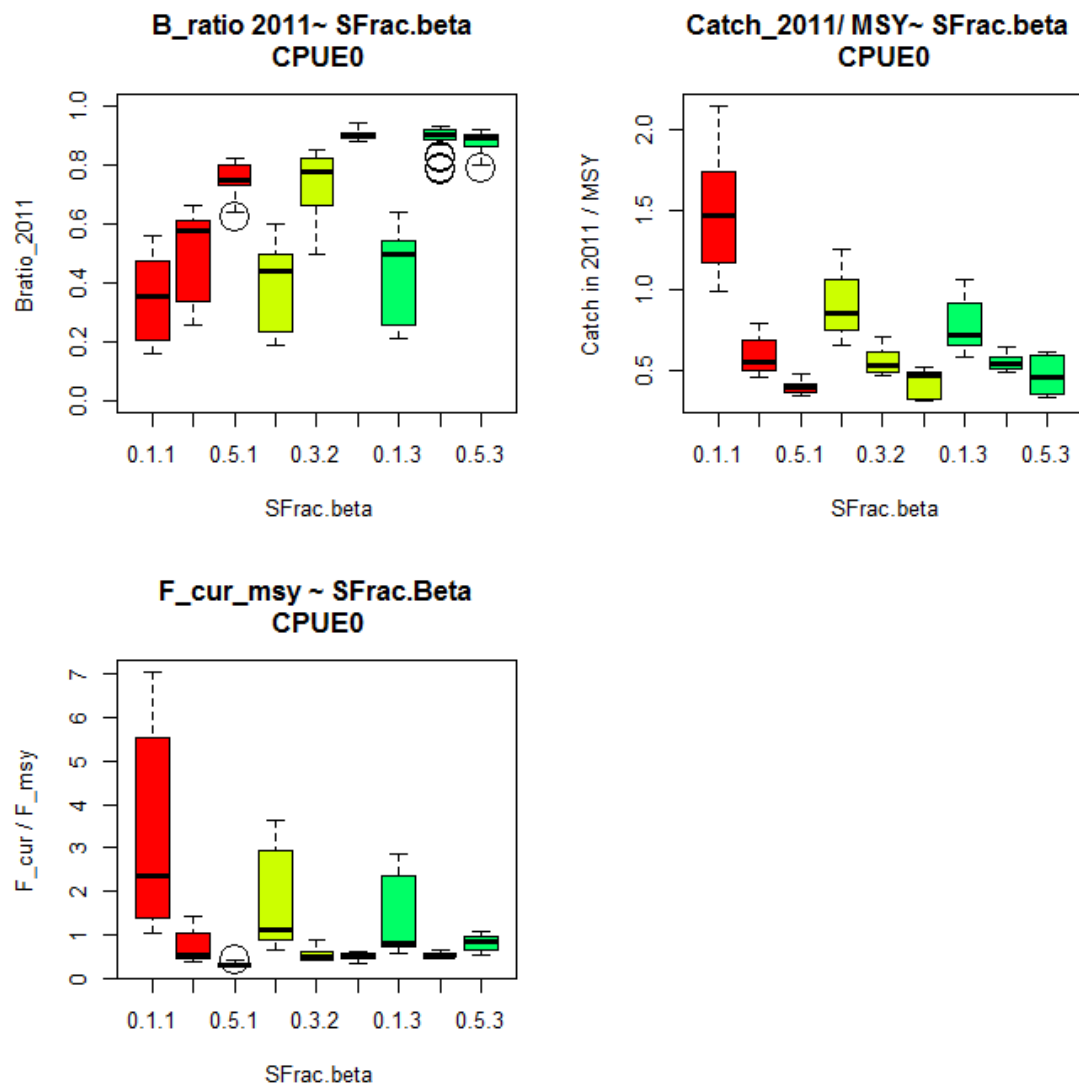 B_ratio 2011~ SFrac.beta
CPUE0
Bratio_2011
0.0
0.2
0.4
0.6
0.8
1.0
0.1.1 0.5.1 0.3.2 0.1.3 0.5.3
SFrac.beta
Catch_2011/ MSY~ SFrac.beta
CPUE0
Catch in 2011 / MSY
0.5
1.0
1.5
2.0
0.1.1 0.5.1 0.3.2 0.1.3 0.5.3
SFrac.beta
F_cur_msy ~ SFrac.Beta
CPUE0
F_cur / F_msy
0
1
2
3
4
5
6
7
0.1.1 0.5.1 0.3.2 0.1.3 0.5.3
SFrac.beta